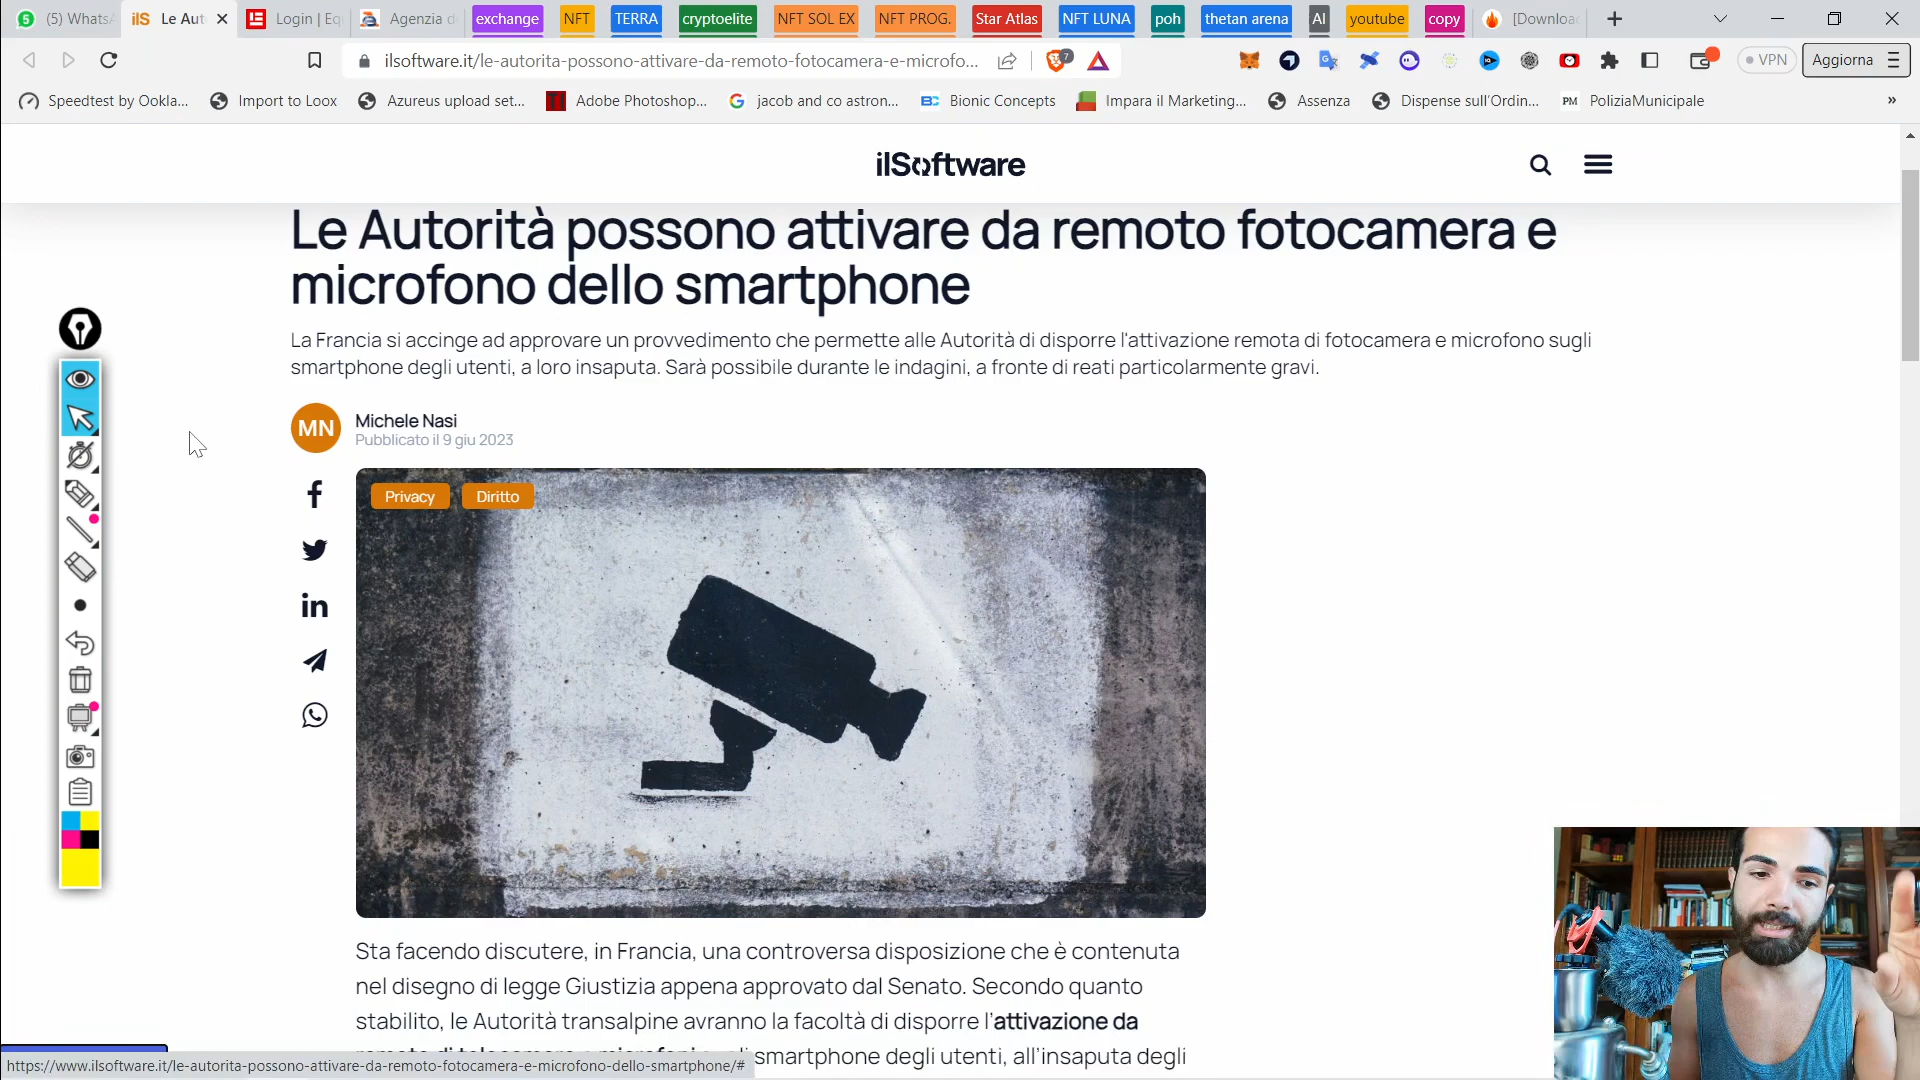 (5) WhatsA
ilS Le Aut
Login | Eq
Agenzia d
exchange
NFT
TERRA
cryptoelite
NFT SOL EX
NFT PROG.
Star Atlas
NFT LUNA
poh
thetan arena
AI
youtube
copy
[Downloa
ilsoftware.it/le-autorita-possono-attivare-da-remoto-fotocamera-e-microfo...
7
VPN
Aggiorna
Speedtest by Ookla...
Import to Loox
Azureus upload set...
Adobe Photoshop...
jacob and co astron...
Bionic Concepts
Impara il Marketing...
Assenza
Dispense sull'Ordin...
PM PoliziaMunicipale
»
ilSoftware
Le Autorità possono attivare da remoto fotocamera e
microfono dello smartphone
La Francia si accinge ad approvare un provvedimento che permette alle Autorità di disporre l'attivazione remota di fotocamera e microfono sugli
smartphone degli utenti, a loro insaputa. Sarà possibile durante le indagini, a fronte di reati particolarmente gravi.
MN
Michele Nasi
Pubblicato il 9 giu 2023
Privacy
Diritto
Sta facendo discutere, in Francia, una controversa disposizione che è contenuta
nel disegno di legge Giustizia appena approvato dal Senato. Secondo quanto
stabilito, le Autorità transalpine avranno la facoltà di disporre l'attivazione da
smartphone degli utenti, all'insaputa degli
https://www.ilsoftware.it/le-autorita-possono-attivare-da-remoto-fotocamera-e-microfono-dello-smartphone/#